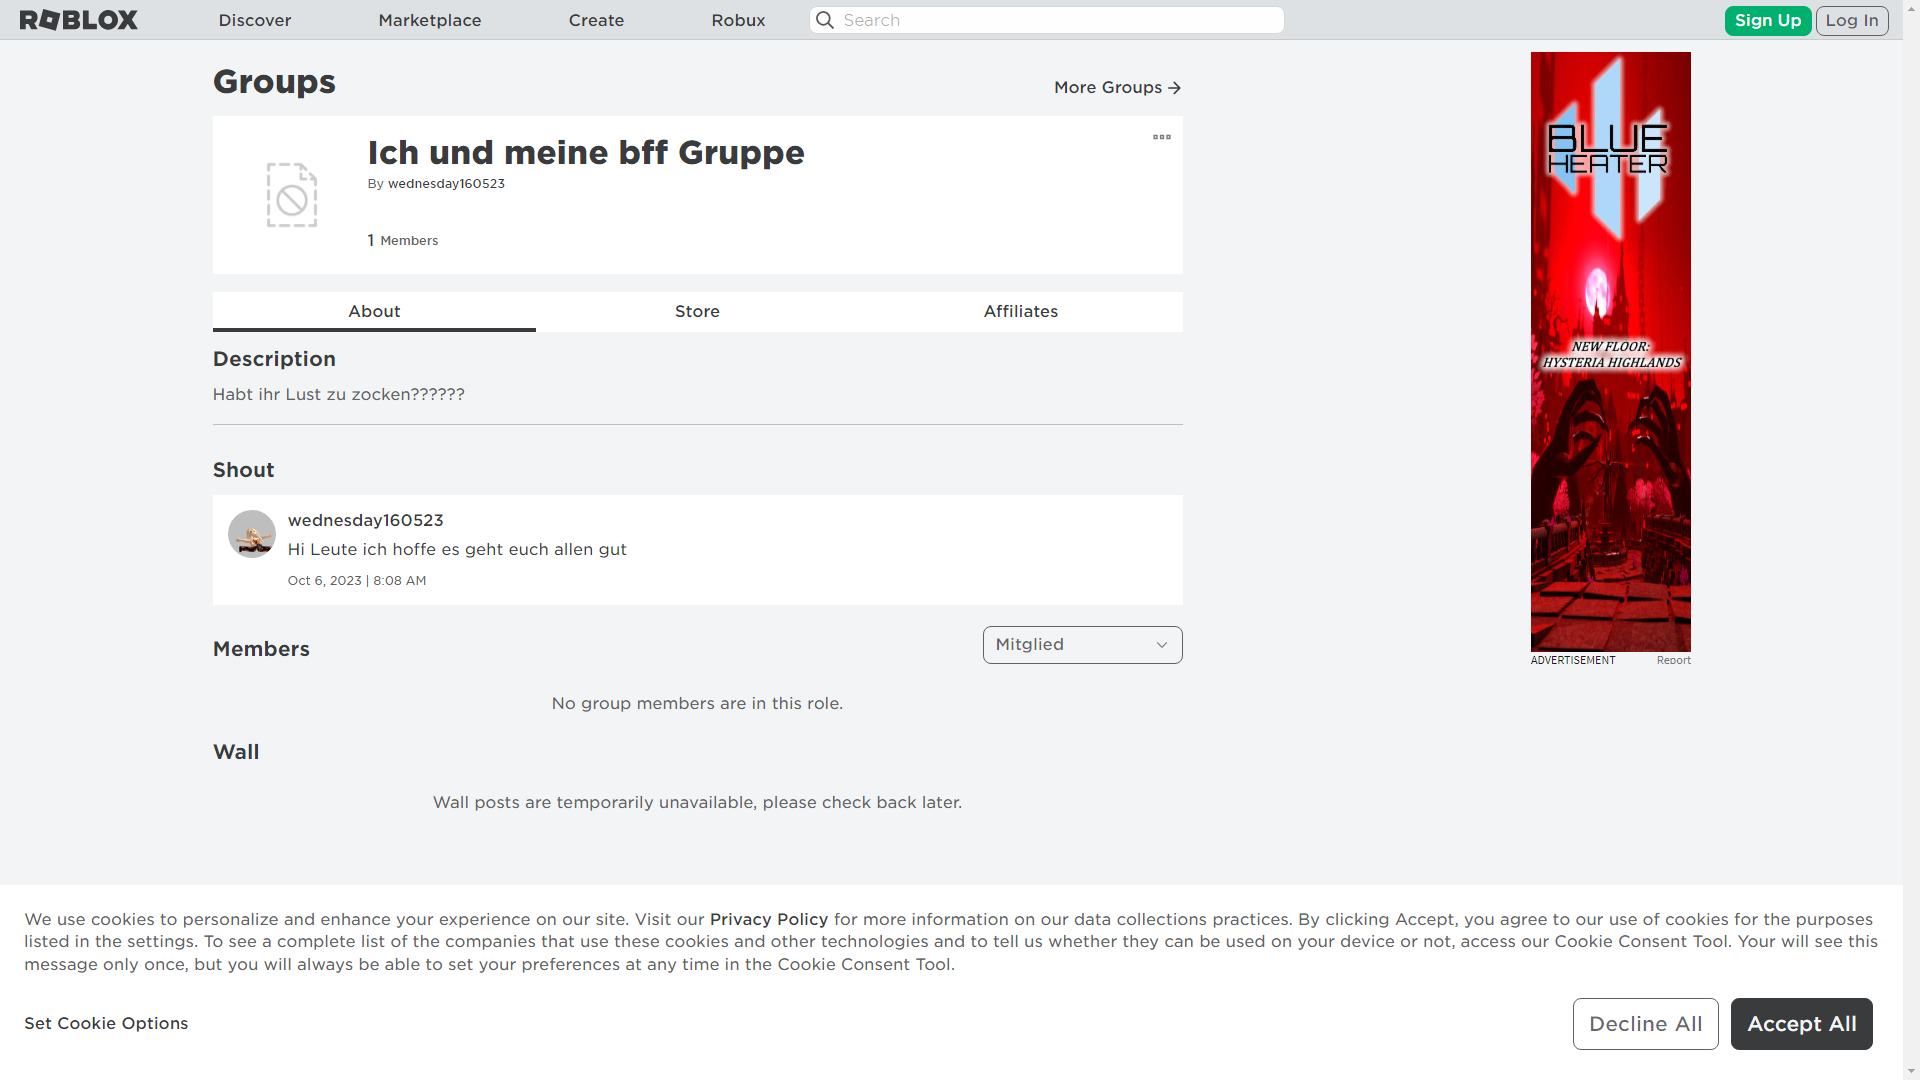 ROBLOX
Discover
Marketplace
Create
Robux
Search
Sign Up
Log In
Groups
More Groups
Ich und meine bff Gruppe
By wednesday160523
1 Members
About
Store
Affiliates
Description
Habt ihr Lust zu zocken??????
Shout
wednesday160523
Hi Leute ich hoffe es geht euch allen gut
Oct 6, 2023 | 8:08 AM
Members
Mitglied
No group members are in this role.
Wall
Wall posts are temporarily unavailable, please check back later.
BLUE
HEATER
NEW FLOOR:
HYSTERIA HIGHLANDS
ADVERTISEMENT
Report
We use cookies to personalize and enhance your experience on our site. Visit our Privacy Policy for more information on our data collections practices. By clicking Accept, you agree to our use of cookies for the purposes
listed in the settings. To see a complete list of the companies that use these cookies and other technologies and to tell us whether they can be used on your device or not, access our Cookie Consent Tool. Your will see this
message only once, but you will always be able to set your preferences at any time in the Cookie Consent Tool.
Set Cookie Options
Decline All
Accept All